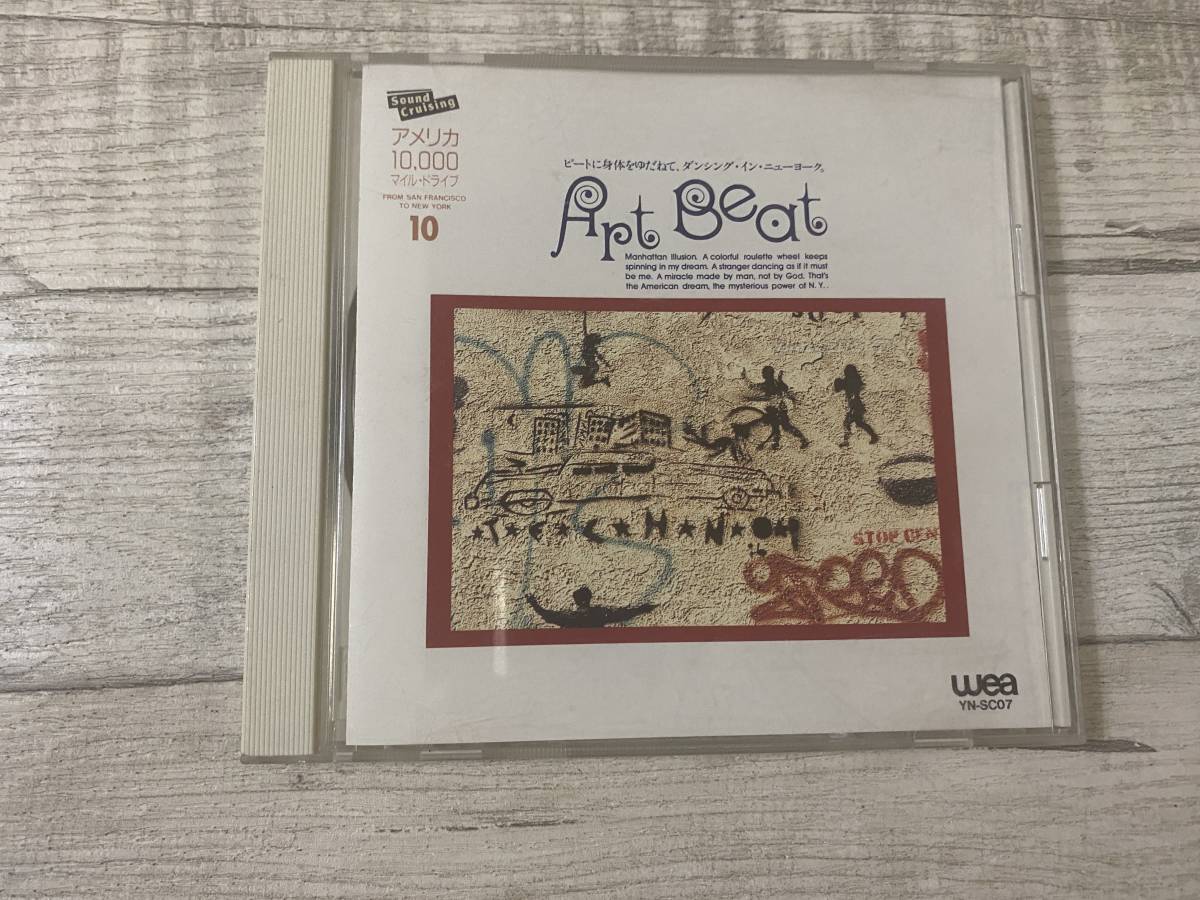 Sound
Cruising
アメリカ
10,000
マイル・ドライブ
FROM SAN FRANCISCO
TO NEW YORK
10
ビートに身体をゆだねて、ダンシング・イン・ニューヨーク。
Art Beat
Manhattan Illusion. A colorful roulette wheel keeps
spinning in my dream. A stranger dancing as if it must
be me. A miracle made by man, not by God. That's
the American dream, the mysterious power of N.Y..
T★E★C★H★N★O
STOP GEN
wea
YN-SC07